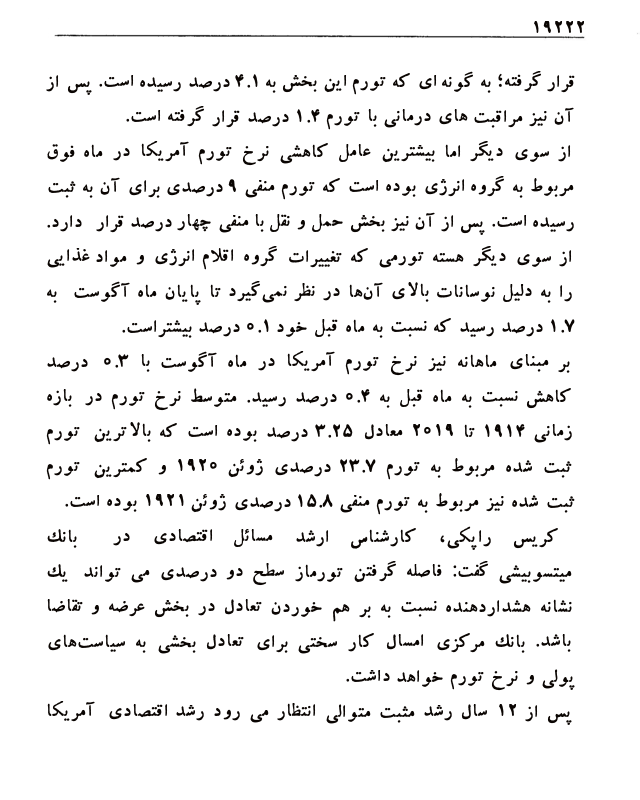 ۱۹۲۲۲
قرار گرفته؛ به گونه ای که تورم این بخش به ۴.۱ درصد رسیده است. پس از
آن نیز مراقبت های درمانی با تورم ۱.۴ درصد قرار گرفته است.
از سوی دیگر اما بیشترین عامل کاهشی نرخ تورم آمریکا در ماه فوق
مربوط به گروه انرژی بوده است که تورم منفی ۹ درصدی برای آن به ثبت
رسیده است. پس از آن نیز بخش حمل و نقل با منفی چهار درصد قرار دارد.
از سوی دیگر هسته تورمی که تغییرات گروه اقلام انرژی و مواد غذایی
را به دلیل نوسانات بالای آن‌ها در نظر نمی‌گیرد تا پایان ماه آگوست به
۱.۷ درصد رسید که نسبت به ماه قبل خود ۰.۱ درصد بیشتراست.
بر مبنای ماهانه نیز نرخ تورم آمریکا در ماه آگوست با ۰.۳ درصد
کاهش نسبت به ماه قبل به ۰.۴ درصد رسید. متوسط نرخ تورم در بازه
زمانی ۱۹۱۴ تا ۲۰۱۹ معادل ۳.۲۵ درصد بوده است که بالاترین تورم
ثبت شده مربوط به تورم ۲۳.۷ درصدی ژوئن ۱۹۲۰ و کمترین تورم
ثبت شده نیز مربوط به تورم منفی ۱۵.۸ درصدی ژوئن ۱۹۲۱ بوده است.
کریس راپکی، کارشناس ارشد مسائل اقتصادی در بانك
میتسوبیشی گفت: فاصله گرفتن تورماز سطح دو درصدی می تواند یك
نشانه هشداردهنده نسبت به بر هم خوردن تعادل در بخش عرضه و تقاضا
باشد. بانك مرکزی امسال کار سختی برای تعادل بخشی به سیاست‌های
پولی و نرخ تورم خواهد داشت.
پس از ۱۲ سال رشد مثبت متوالی انتظار می رود رشد اقتصادی آمریکا